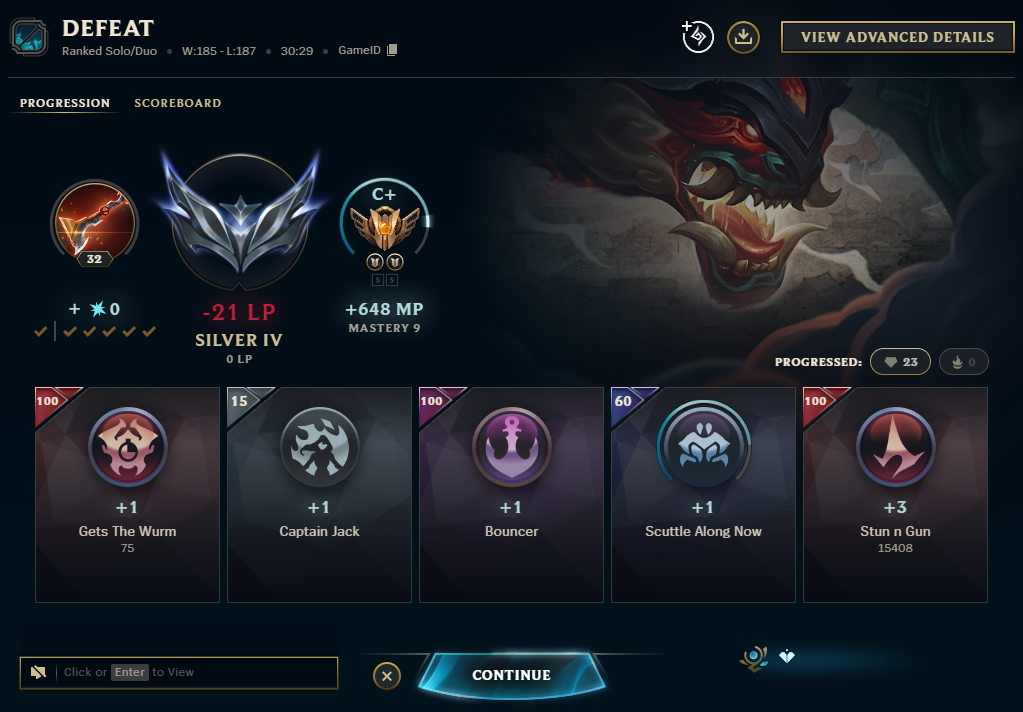 DEFEAT
Ranked Solo/Duo • W:185 - L:187 • 30:29 • GameID
VIEW ADVANCED DETAILS
PROGRESSION SCOREBOARD
C+
32
+ 0
-21 LP
+648 MP
SILVER IV
MASTERY 9
0 LP
PROGRESSED: 23 0
100 15 100 60 100
+1 +1 +1 +1 +3
Gets The Wurm Captain Jack Bouncer Scuttle Along Now Stun n Gun
75 15408
Click or Enter to View
CONTINUE